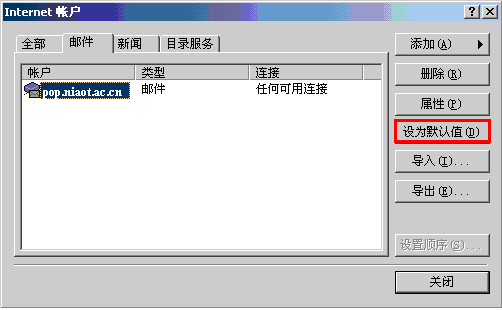 Internet 帐户
全部 邮件 新闻 目录服务
帐户 类型 连接
pop.niaot.ac.cn 邮件 任何可用连接
添加(A)
删除(R)
属性(P)
设为默认值(D)
导入(I)...
导出(E)...
设置顺序(S)...
关闭